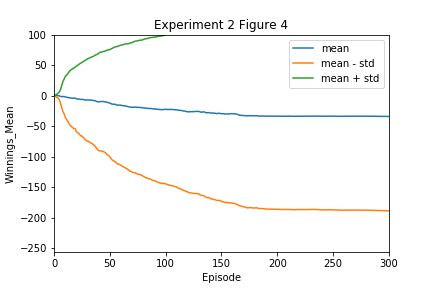 Experiment 2 Figure 4
100
50
0
−50
−100
−150
−200
−250
Winnings_Mean
mean
mean - std
mean + std
0
50
100
150
200
250
300
Episode